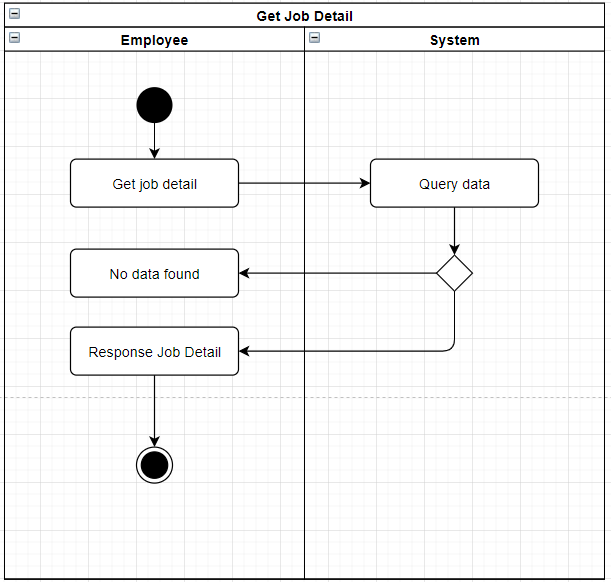 Get Job Detail
Employee
System
Get job detail
Query data
No data found
Response Job Detail